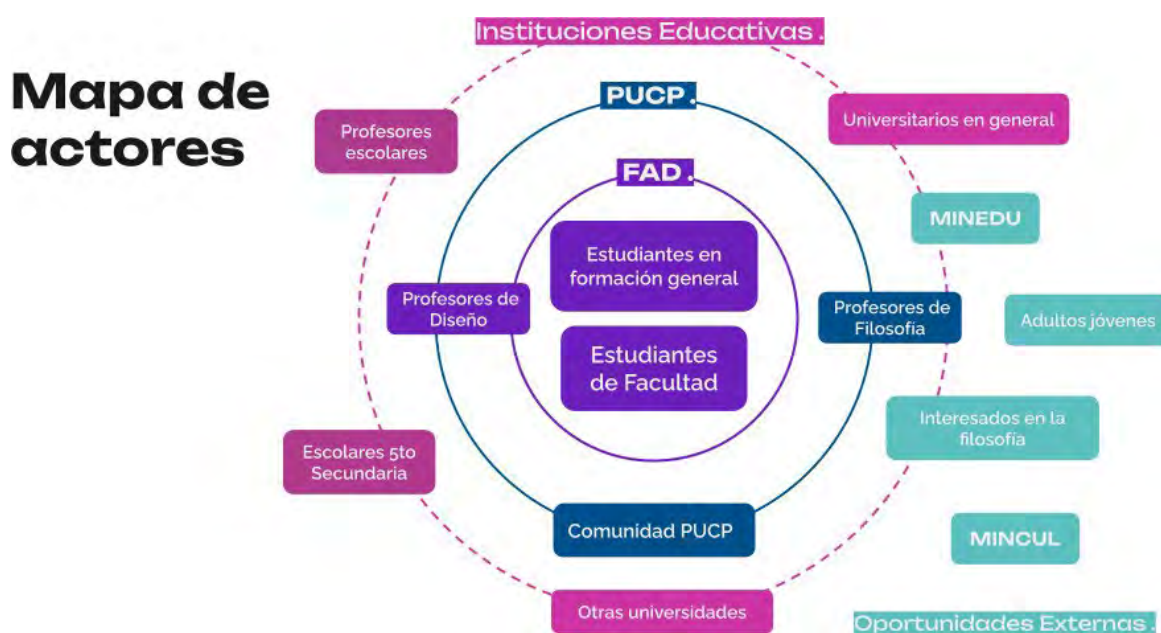 Instituciones Educativas .
Mapa de
actores
PUCP .
Profesores
escolares
Universitarios en general
FAD .
MINEDU
Estudiantes en
formación general
Profesores de
Diseño
Profesores de
Filosofía
Adultos jóvenes
Estudiantes
de Facultad
Interesados en la
filosofía
Escolares 5to
Secundaria
Comunidad PUCP
MINCUL
Otras universidades
Oportunidades Externas .